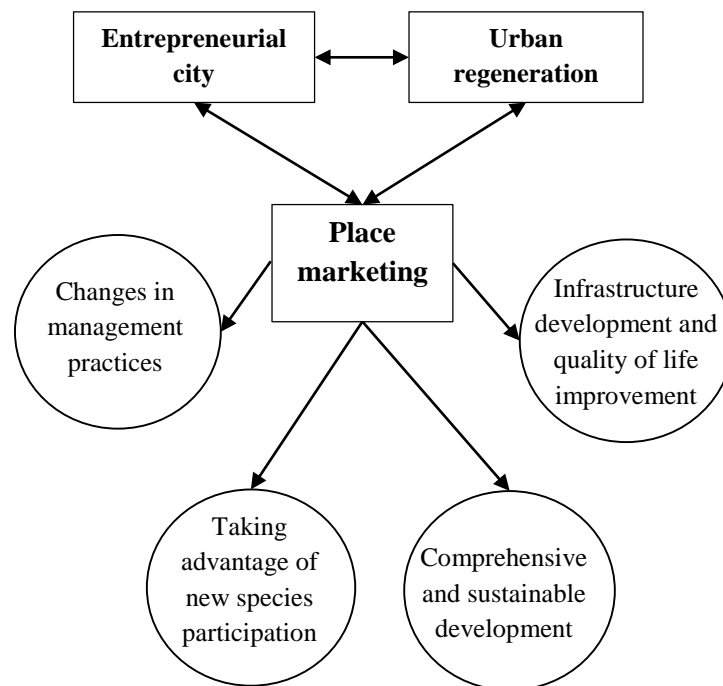 Entrepreneurial
city
Urban
regeneration
Place
marketing
Changes in
management
practices
Infrastructure
development and
quality of life
improvement
Taking
advantage of
new species
participation
Comprehensive
and sustainable
development